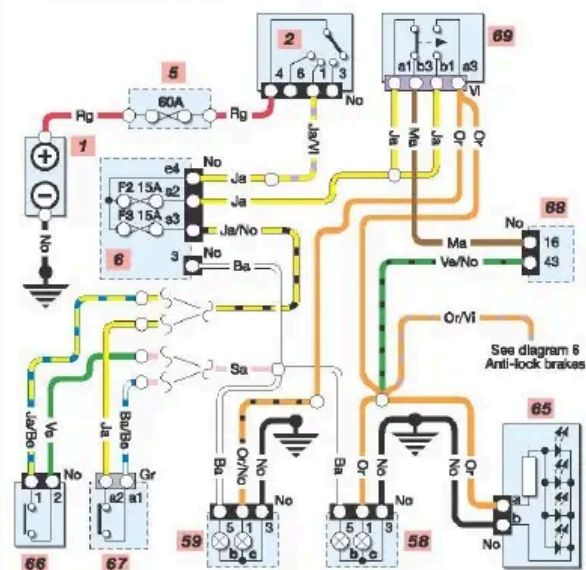 2
69
4 6 1 3
No
a1 b3 b1 a3
Vi
5
60A
Rg
Rg
1
Ja/Vi
Ja
Ma
Ja
Or
Or
No
e4
Ja
F2 15A
a2
Ja
F3 15A
a3
Ja/No
6
3
No
Ba
No
68
No
16
Ma
43
Ve/No
Or/Vi
See diagram 6
Anti-lock brakes
Sa
65
Ja/Be
Ve
Ja
Ba/Be
Ba
Or/No
No
Ba
Or
No
No
Or
a
b
No
No
1 2
66
Gr
a2 a1
67
No
5 1 3
b c
59
No
5 1 3
b c
58